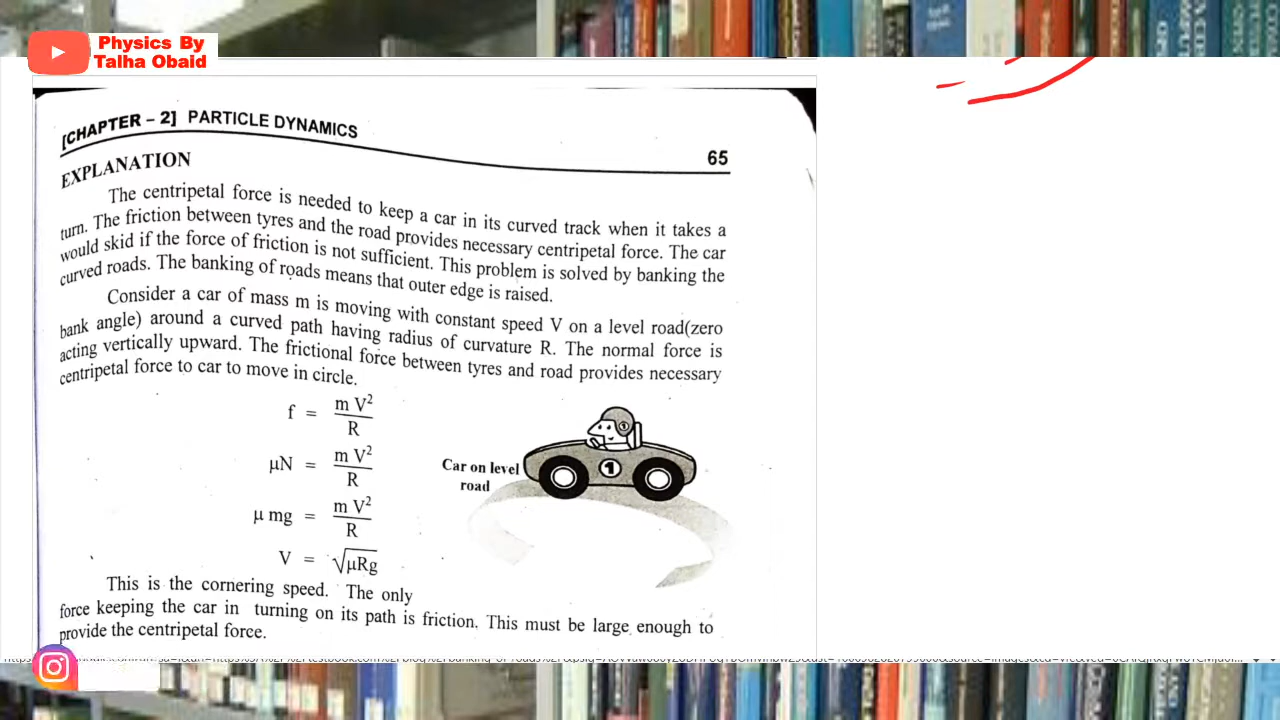 Physics By
Talha Obaid
[CHAPTER – 2] PARTICLE DYNAMICS
65
EXPLANATION
The centripetal force is needed to keep a car in its curved track when it takes a
turn. The friction between tyres and the road provides necessary centripetal force. The car
would skid if the force of friction is not sufficient. This problem is solved by banking the
curved roads. The banking of roads means that outer edge is raised.
Consider a car of mass m is moving with constant speed V on a level road(zero
bank angle) around a curved path having radius of curvature R. The normal force is
acting vertically upward. The frictional force between tyres and road provides necessary
centripetal force to car to move in circle.
f = m V² / R
μN = m V² / R
μ mg = m V² / R
V = √μRg
Car on level
road
1
1
This is the cornering speed. The only
force keeping the car in turning on its path is friction. This must be large enough to
provide the centripetal force.